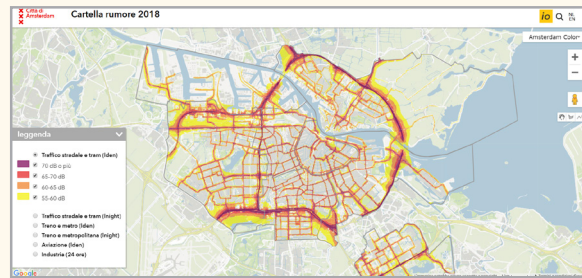 Città di
Amsterdam
Cartella rumore 2018
io
NL
EN
Amsterdam Color
leggenda
Traffico stradale e tram (lden)
70 dB o più
65-70 dB
60-65 dB
55-60 dB
Traffico stradale e tram (lnight)
Treno e metro (lden)
Treno e metropolitana (lnight)
Aviazione (lden)
Industria (24 ore)
Google